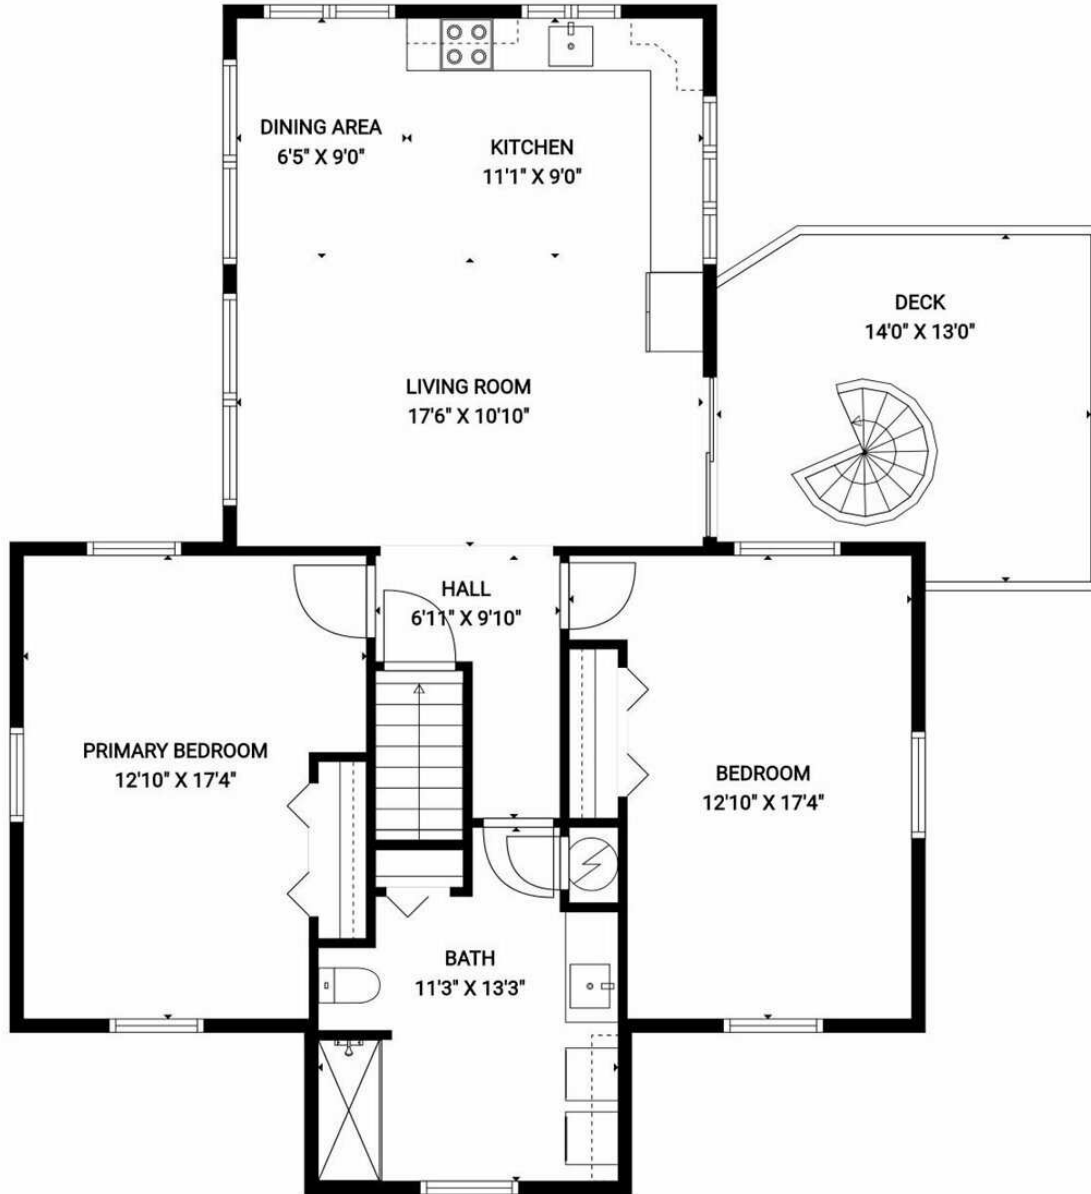 DINING AREA
6'5" X 9'0"
KITCHEN
11'1" X 9'0"
DECK
14'0" X 13'0"
LIVING ROOM
17'6" X 10'10"
HALL
6'11" X 9'10"
PRIMARY BEDROOM
12'10" X 17'4"
BEDROOM
12'10" X 17'4"
BATH
11'3" X 13'3"